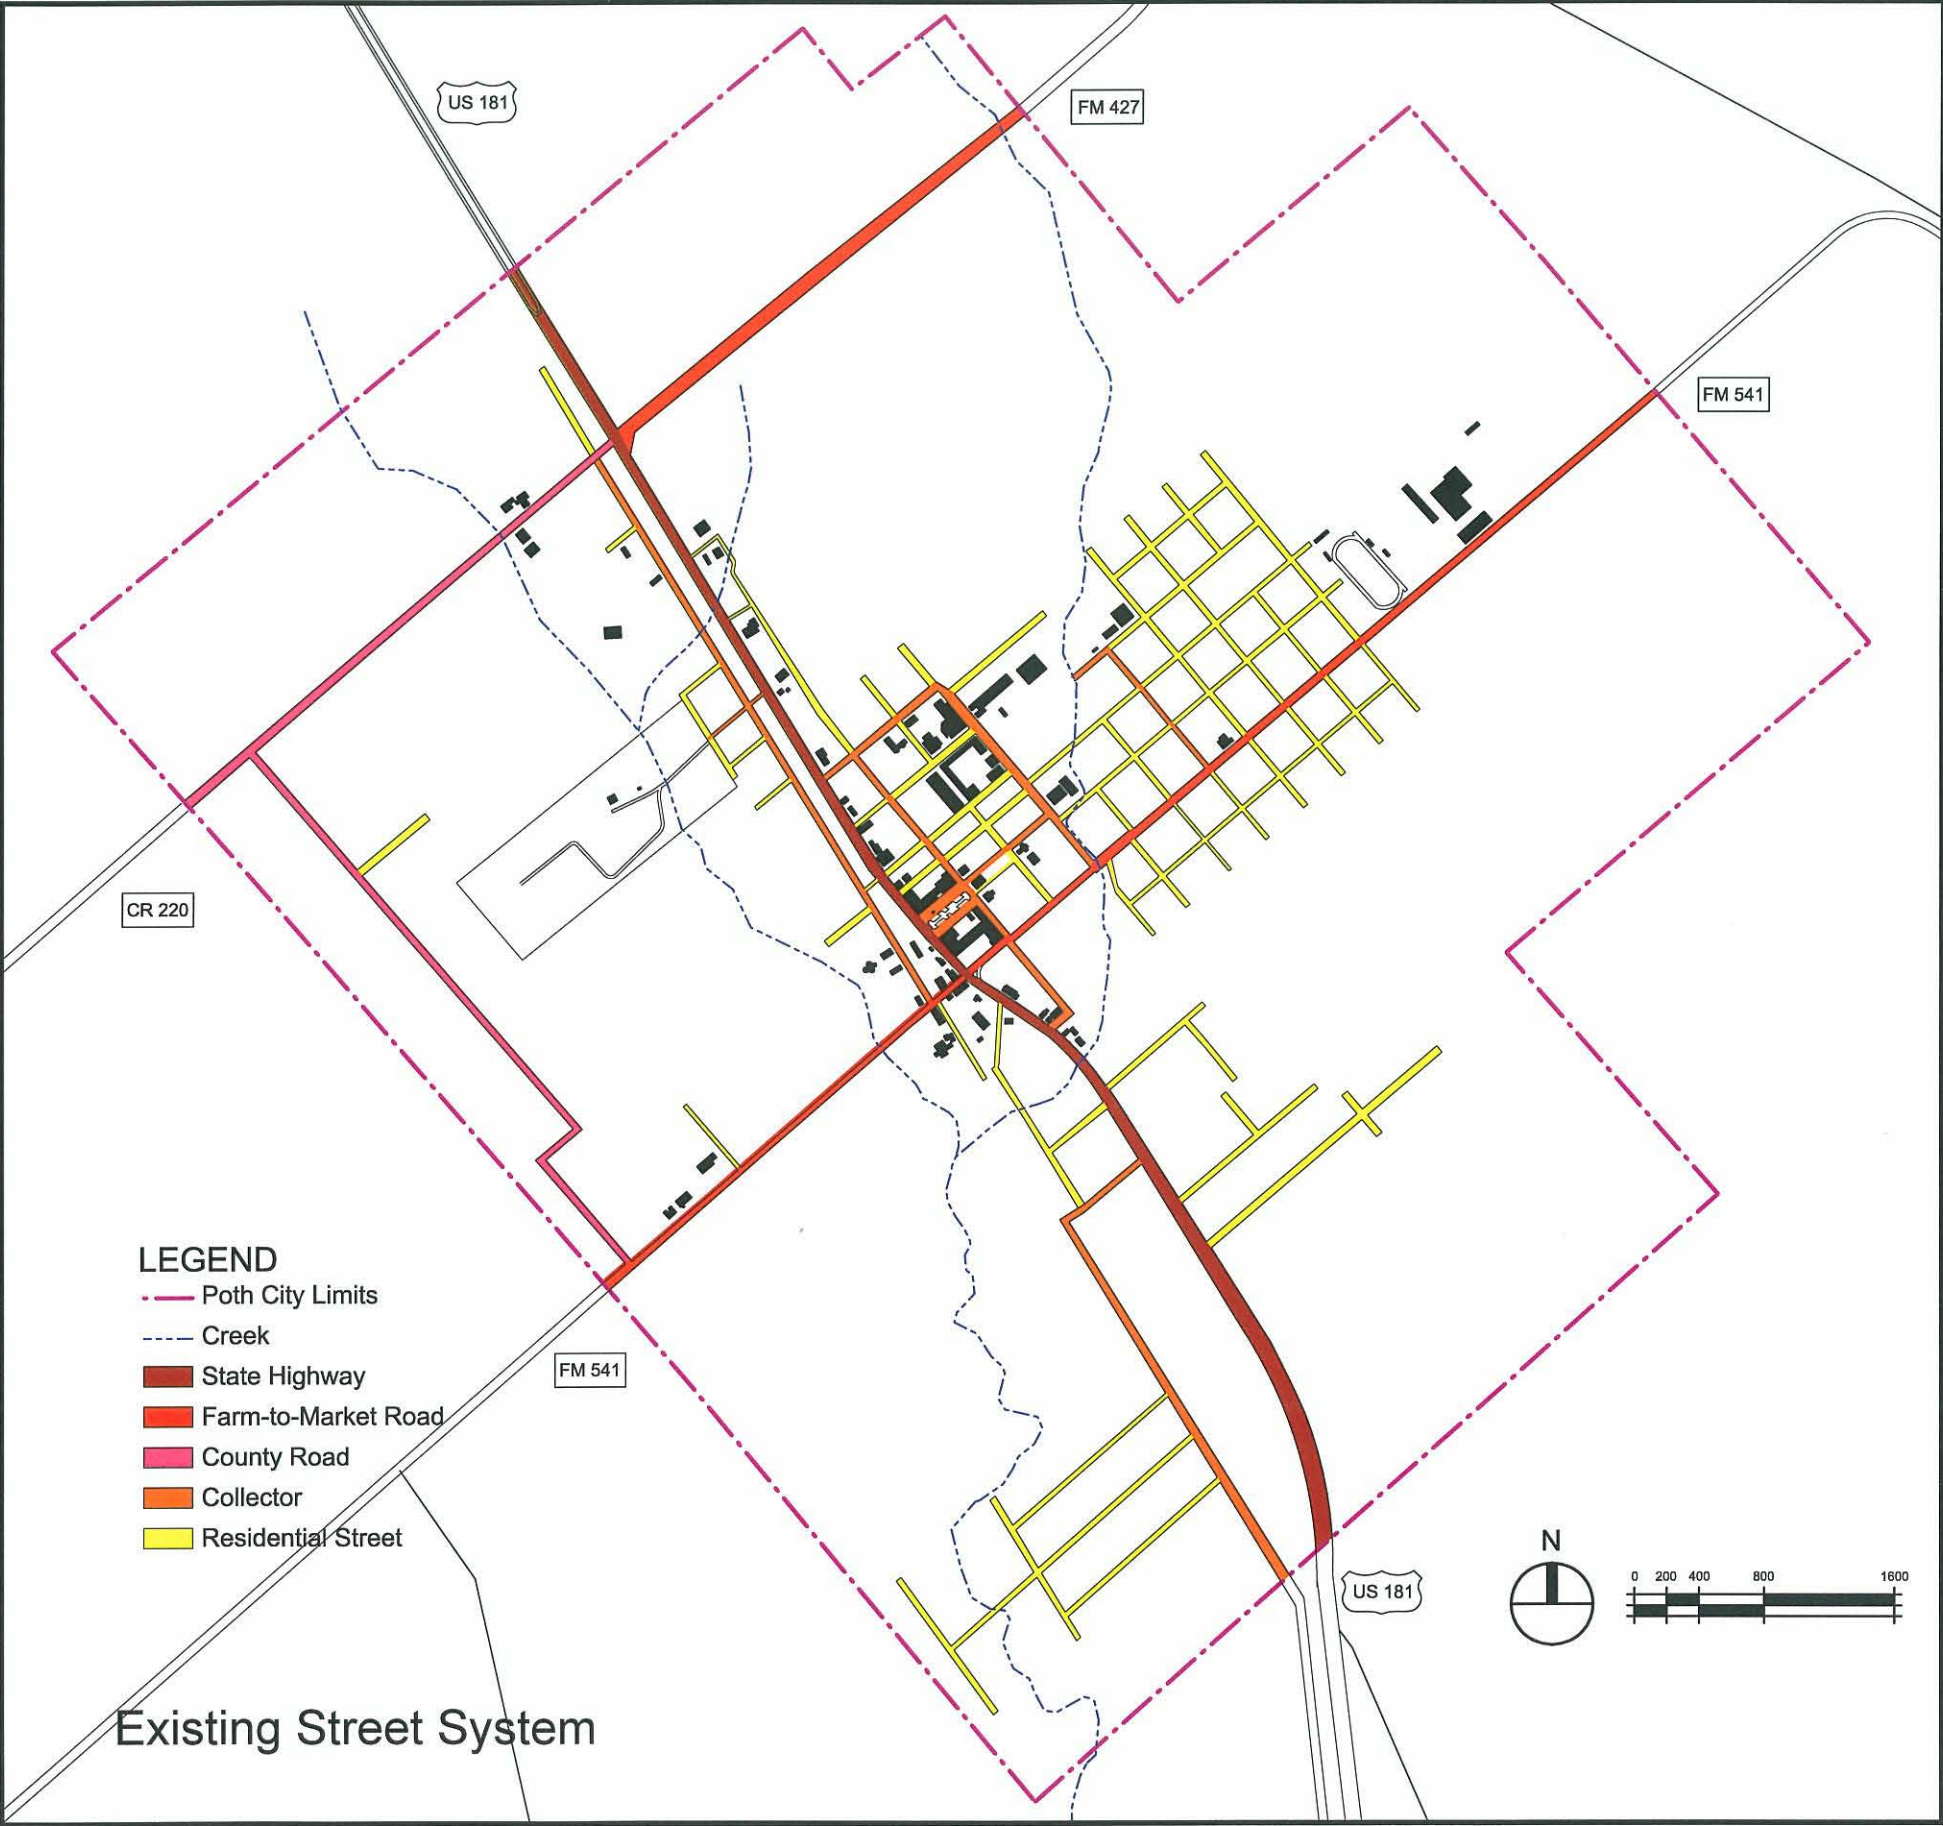 US 181
FM 427
FM 541
CR 220
LEGEND
Poth City Limits
Creek
State Highway
Farm-to-Market Road
County Road
Collector
Residential Street
FM 541
N
0 200 400 800 1600
US 181
Existing Street System